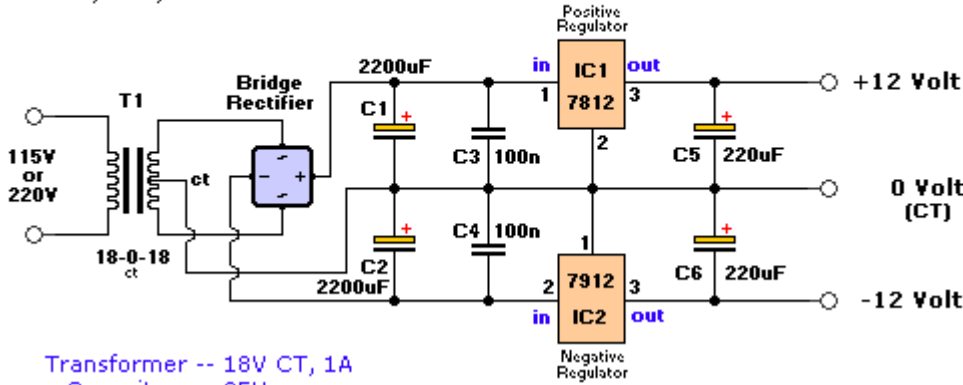 Positive
Regulator
in IC1 out
1 7812 3
2
2200uF
Bridge
Rectifier
T1
C1 +
+12 Volt
115V
or
220V
- +
ct
C3 100n
C5 + 220uF
0 Volt
(CT)
18-0-18
ct
C2 +
2200uF
C4 100n
1
2 7912 3
in IC2 out
C6 + 220uF
-12 Volt
Negative
Regulator
Transformer -- 18V CT, 1A